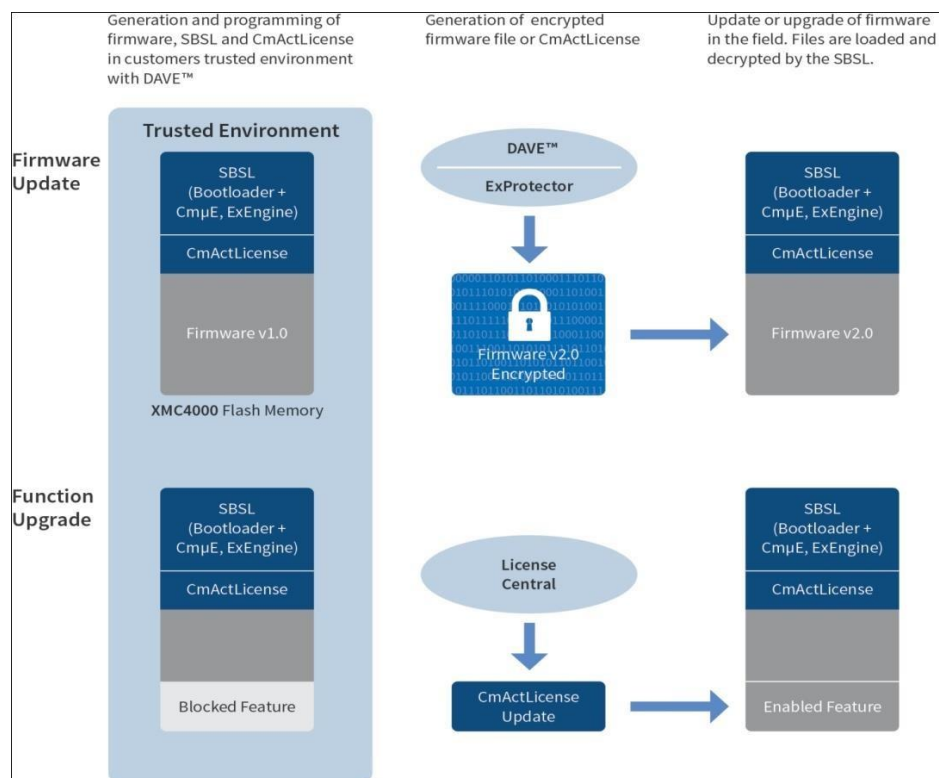 Generation and programming of
firmware, SBSL and CmActLicense
in customers trusted environment
with DAVE™
Generation of encrypted
firmware file or CmActLicense
Update or upgrade of firmware
in the field. Files are loaded and
decrypted by the SBSL.
Firmware
Update
Trusted Environment
SBSL
(Bootloader +
CmμE, ExEngine)
CmActLicense
Firmware v1.0
XMC4000 Flash Memory
DAVE™
ExProtector
Firmware v2.0
Encrypted
SBSL
(Bootloader +
CmμE, ExEngine)
CmActLicense
Firmware v2.0
Function
Upgrade
SBSL
(Bootloader +
CmμE, ExEngine)
CmActLicense
Blocked Feature
License
Central
CmActLicense
Update
SBSL
(Bootloader +
CmμE, ExEngine)
CmActLicense
Enabled Feature